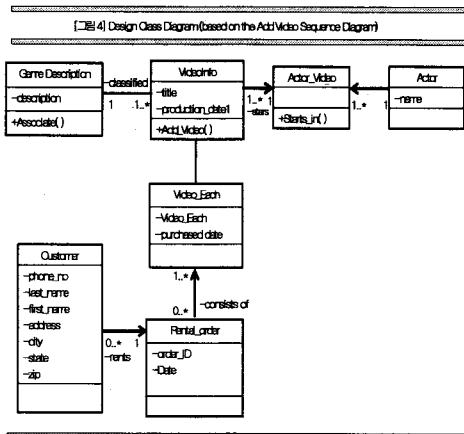 [그림 4] Design Class Diagram(based on the Add Video Sequence Diagram)
Game Description
-description
+Associate( )
-classified
1
1..*
VideoInfo
-title
-production_date1
+Add_Video( )
1..*
1
-stars
Actor_Video
+Starts_in( )
1..*
1
Actor
-name
Video_Each
-Video_Each
-purchased date
1..*
0..*
-consists of
Customer
-phone_no
-last_name
-first_name
-address
-city
-state
-zip
0..*
1
-rents
Rental_order
-order_ID
-Date